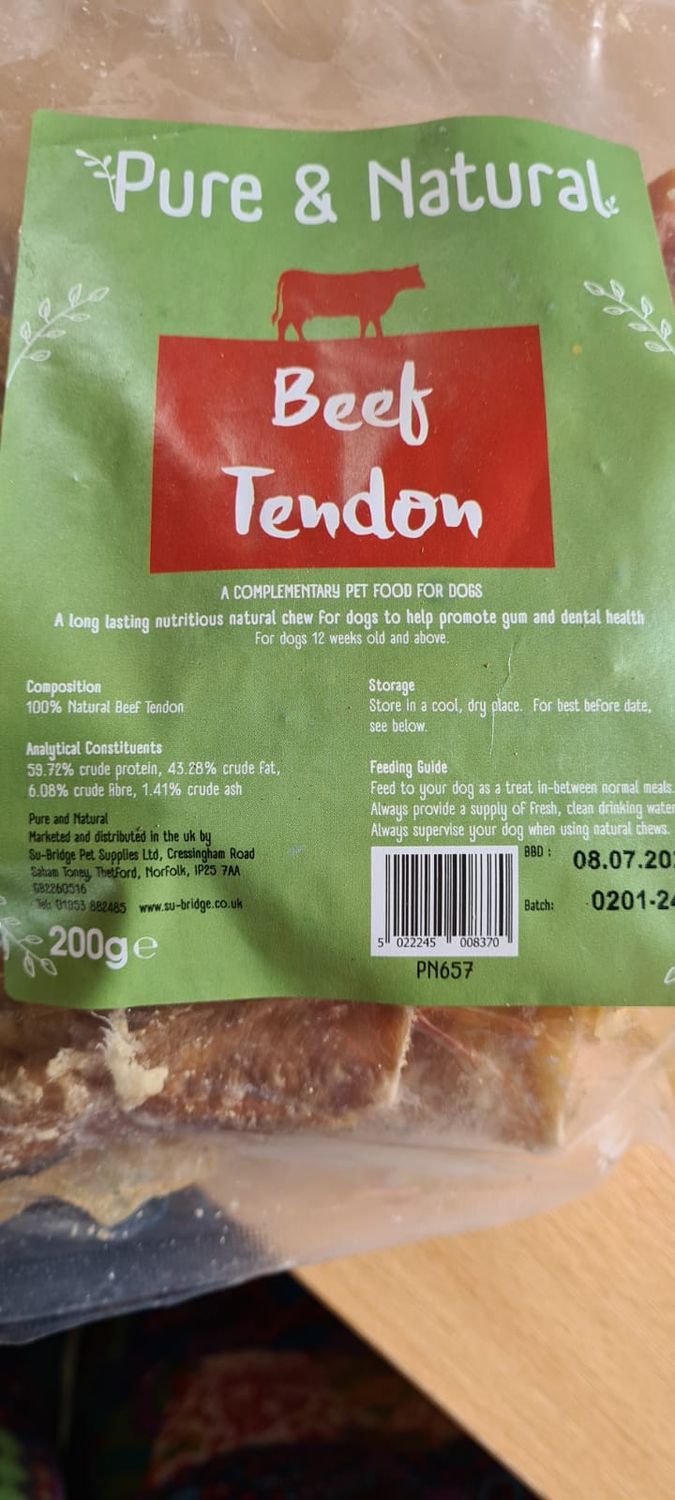 Pure & Natural
Beef
Tendon
A COMPLEMENTARY PET FOOD FOR DOGS
A long lasting nutritious natural chew for dogs to help promote gum and dental health
For dogs 12 weeks old and above.
Composition
100% Natural Beef Tendon
Analytical Constituents
59.72% crude protein, 43.28% crude fat,
6.08% crude fibre, 1.41% crude ash
Pure and Natural
Marketed and distributed in the uk by
Su-Bridge Pet Supplies Ltd, Cressingham Road
Saham Toney, Thetford, Norfolk, IP25 7AA
GB2260516
Tel: 01953 882485 www.su-bridge.co.uk
200g e
Storage
Store in a cool, dry place. For best before date,
see below.
Feeding Guide
Feed to your dog as a treat in-between normal meals.
Always provide a supply of fresh, clean drinking water
Always supervise your dog when using natural chews.
BBD : 08.07.20
Batch: 0201-2
5 022245 008370
PN657